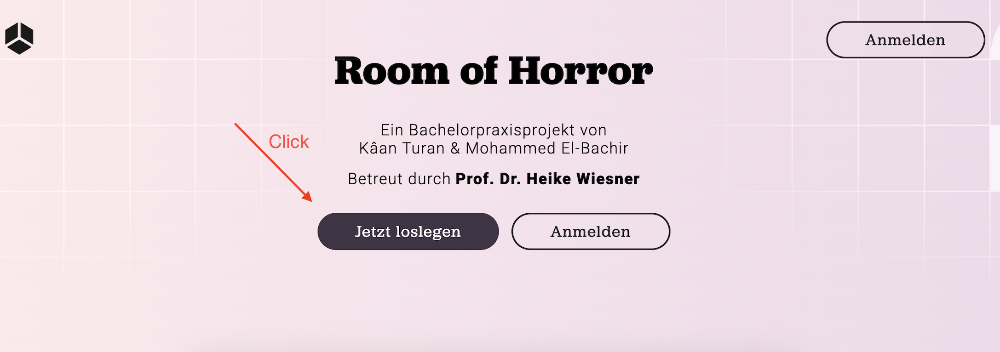 Anmelden
Room of Horror
Click
Ein Bachelorpraxisprojekt von
Kâan Turan & Mohammed El-Bachir
Betreut durch Prof. Dr. Heike Wiesner
Jetzt loslegen
Anmelden